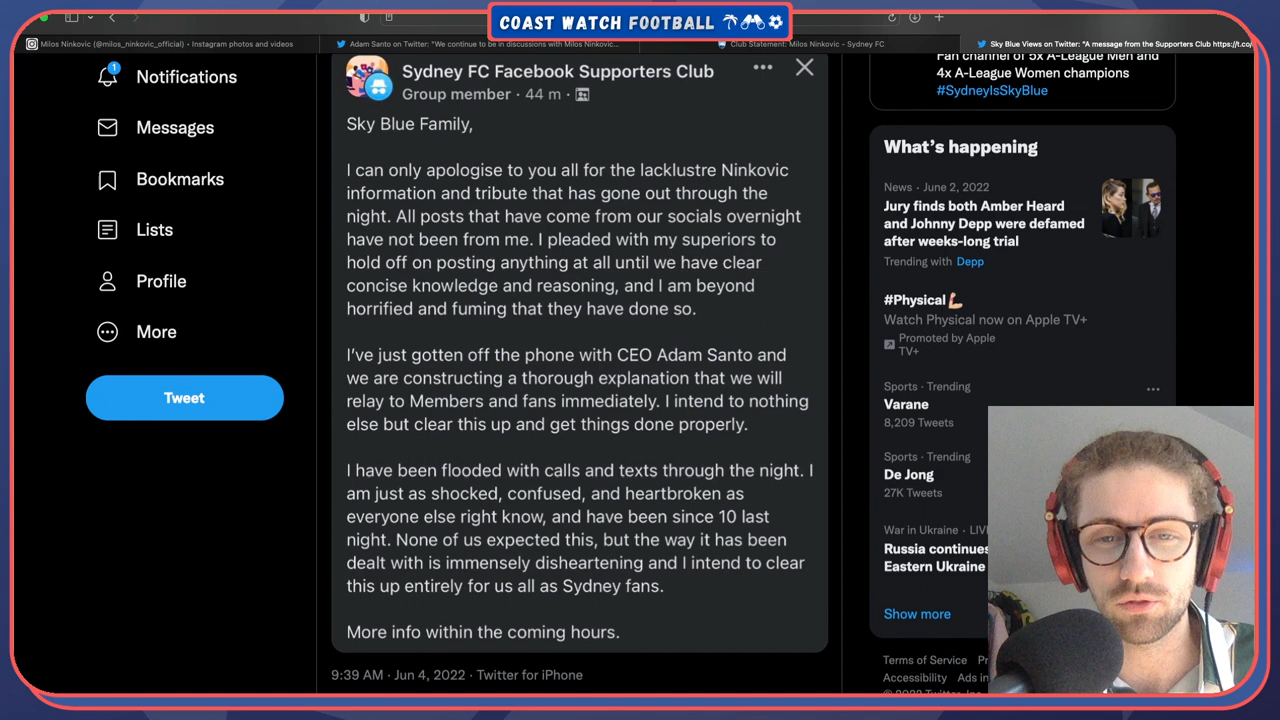 COAST WATCH FOOTBALL
Milos Ninkovic (@milos_ninkovic_official) • Instagram photos and videos
Adam Santo on Twitter: "We continue to be in discussions with Milos Ninkovic...
Club Statement: Milos Ninkovic - Sydney FC
Sky Blue Views on Twitter: "A message from the Supporters Club https://t.co/
1
Notifications
Messages
Bookmarks
Lists
Profile
More
Tweet
Sydney FC Facebook Supporters Club
Group member · 44 m ·
Sky Blue Family,
I can only apologise to you all for the lacklustre Ninkovic
information and tribute that has gone out through the
night. All posts that have come from our socials overnight
have not been from me. I pleaded with my superiors to
hold off on posting anything at all until we have clear
concise knowledge and reasoning, and I am beyond
horrified and fuming that they have done so.
I've just gotten off the phone with CEO Adam Santo and
we are constructing a thorough explanation that we will
relay to Members and fans immediately. I intend to nothing
else but clear this up and get things done properly.
I have been flooded with calls and texts through the night. I
am just as shocked, confused, and heartbroken as
everyone else right know, and have been since 10 last
night. None of us expected this, but the way it has been
dealt with is immensely disheartening and I intend to clear
this up entirely for us all as Sydney fans.
More info within the coming hours.
9:39 AM · Jun 4, 2022 · Twitter for iPhone
Fan channel of 5x A-League Men and
4x A-League Women champions
#SydneyIsSkyBlue
What's happening
News · June 2, 2022
Jury finds both Amber Heard
and Johnny Depp were defamed
after weeks-long trial
Trending with Depp
#Physical
Watch Physical now on Apple TV+
Promoted by Apple
TV+
Sports · Trending
Varane
8,209 Tweets
Sports · Trending
De Jong
27K Tweets
War in Ukraine · LIV
Russia continues
Eastern Ukraine
Show more
Terms of Service
Accessibility Ads in